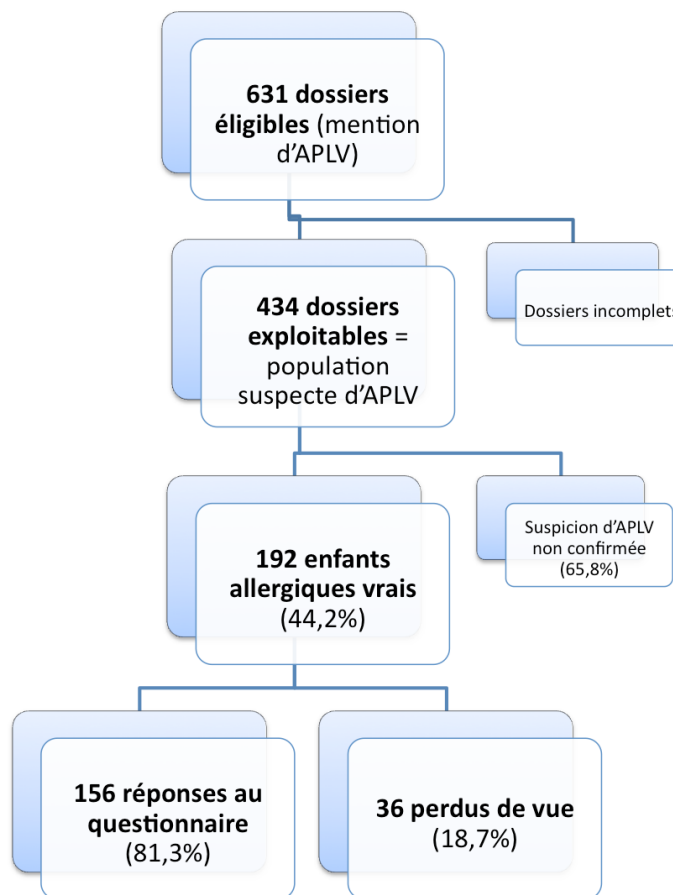 631 dossiers
éligibles (mention
d'APLV)
434 dossiers
exploitables =
population
suspecte d'APLV
Dossiers incomplets
192 enfants
allergiques vrais
(44,2%)
Suspicion d'APLV
non confirmée
(65,8%)
156 réponses au
questionnaire
(81,3%)
36 perdus de vue
(18,7%)